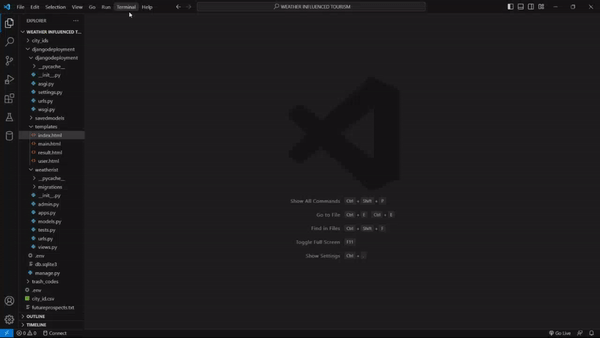 File Edit Selection View Go Run Terminal Help
WEATHER INFLUENCED TOURISM
EXPLORER
WEATHER INFLUENCED T...
city_ids
djangodeployment
djangodeployment
__pycache__
__init__.py
asgi.py
settings.py
urls.py
wsgi.py
savedmodels
templates
index.html
main.html
result.html
user.html
weatherist
__pycache__
migrations
__init__.py
admin.py
apps.py
models.py
tests.py
urls.py
views.py
.env
db.sqlite3
manage.py
trash_codes
.env
city_id.csv
futureprospects.txt
OUTLINE
TIMELINE
Show All Commands Ctrl + Shift + P
Go to File Ctrl + E Ctrl + E
Find in Files Ctrl + Shift + F
Toggle Full Screen F11
Show Settings Ctrl + ,
0 0 Connect
Go Live